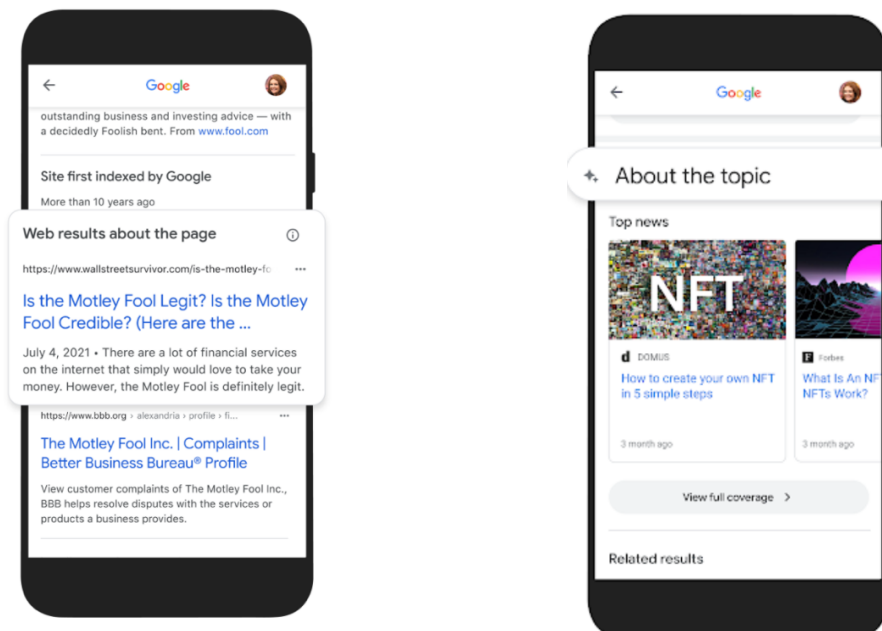 Google
outstanding business and investing advice — with
a decidedly Foolish bent. From www.fool.com
Site first indexed by Google
More than 10 years ago
Web results about the page
https://www.wallstreetsurvivor.com/is-the-motley-fo
Is the Motley Fool Legit? Is the Motley
Fool Credible? (Here are the ...
July 4, 2021 • There are a lot of financial services
on the internet that simply would love to take your
money. However, the Motley Fool is definitely legit.
https://www.bbb.org › alexandria › profile › fi...
The Motley Fool Inc. | Complaints |
Better Business Bureau® Profile
View customer complaints of The Motley Fool Inc.,
BBB helps resolve disputes with the services or
products a business provides.
Google
About the topic
Top news
NFT
d DOMUS
How to create your own NFT
in 5 simple steps
3 month ago
F Forbes
What Is An NF
NFTs Work?
3 month ago
View full coverage
Related results